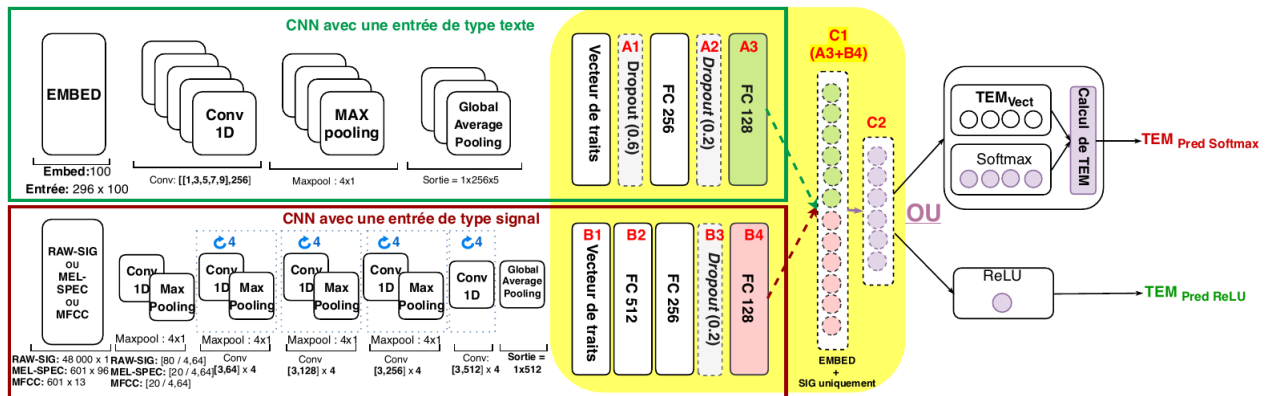 CNN avec une entrée de type texte
EMBED
Embed:100
Entrée: 296 x 100
Conv
1D
Conv: [[1,3,5,7,9],256]
MAX
pooling
Maxpool : 4x1
Global
Average
Pooling
Sortie = 1x256x5
Vecteur de traits
A1
Dropout (0.6)
FC 256
A2
Dropout (0.2)
A3
FC 128
CNN avec une entrée de type signal
RAW-SIG
OU
MEL-
SPEC
OU
MFCC
RAW-SIG: 48 000 x 1
MEL-SPEC: 601 x 96
MFCC: 601 x 13
Conv
1D
Max
Pooling
Maxpool : 4x1
RAW-SIG: [80 / 4,64]
MEL-SPEC: [20 / 4,64]
MFCC: [20 / 4,64]
4
Conv
1D
Max
Pooling
Maxpool : 4x1
Conv
[3,64] x 4
4
Conv
1D
Max
Pooling
Maxpool : 4x1
Conv
[3,128] x 4
4
Conv
1D
Max
Pooling
Maxpool : 4x1
Conv
[3,256] x 4
4
Conv
1D
Conv:
[3,512] x 4
Global
Average
Pooling
Sortie =
1x512
B1
Vecteur de traits
B2
FC 512
FC 256
B3
Dropout (0.2)
B4
FC 128
C1
(A3+B4)
EMBED
+
SIG uniquement
C2
OU
TEMVect
Softmax
Calcul de TEM
TEM Pred Softmax
ReLU
TEM Pred ReLU